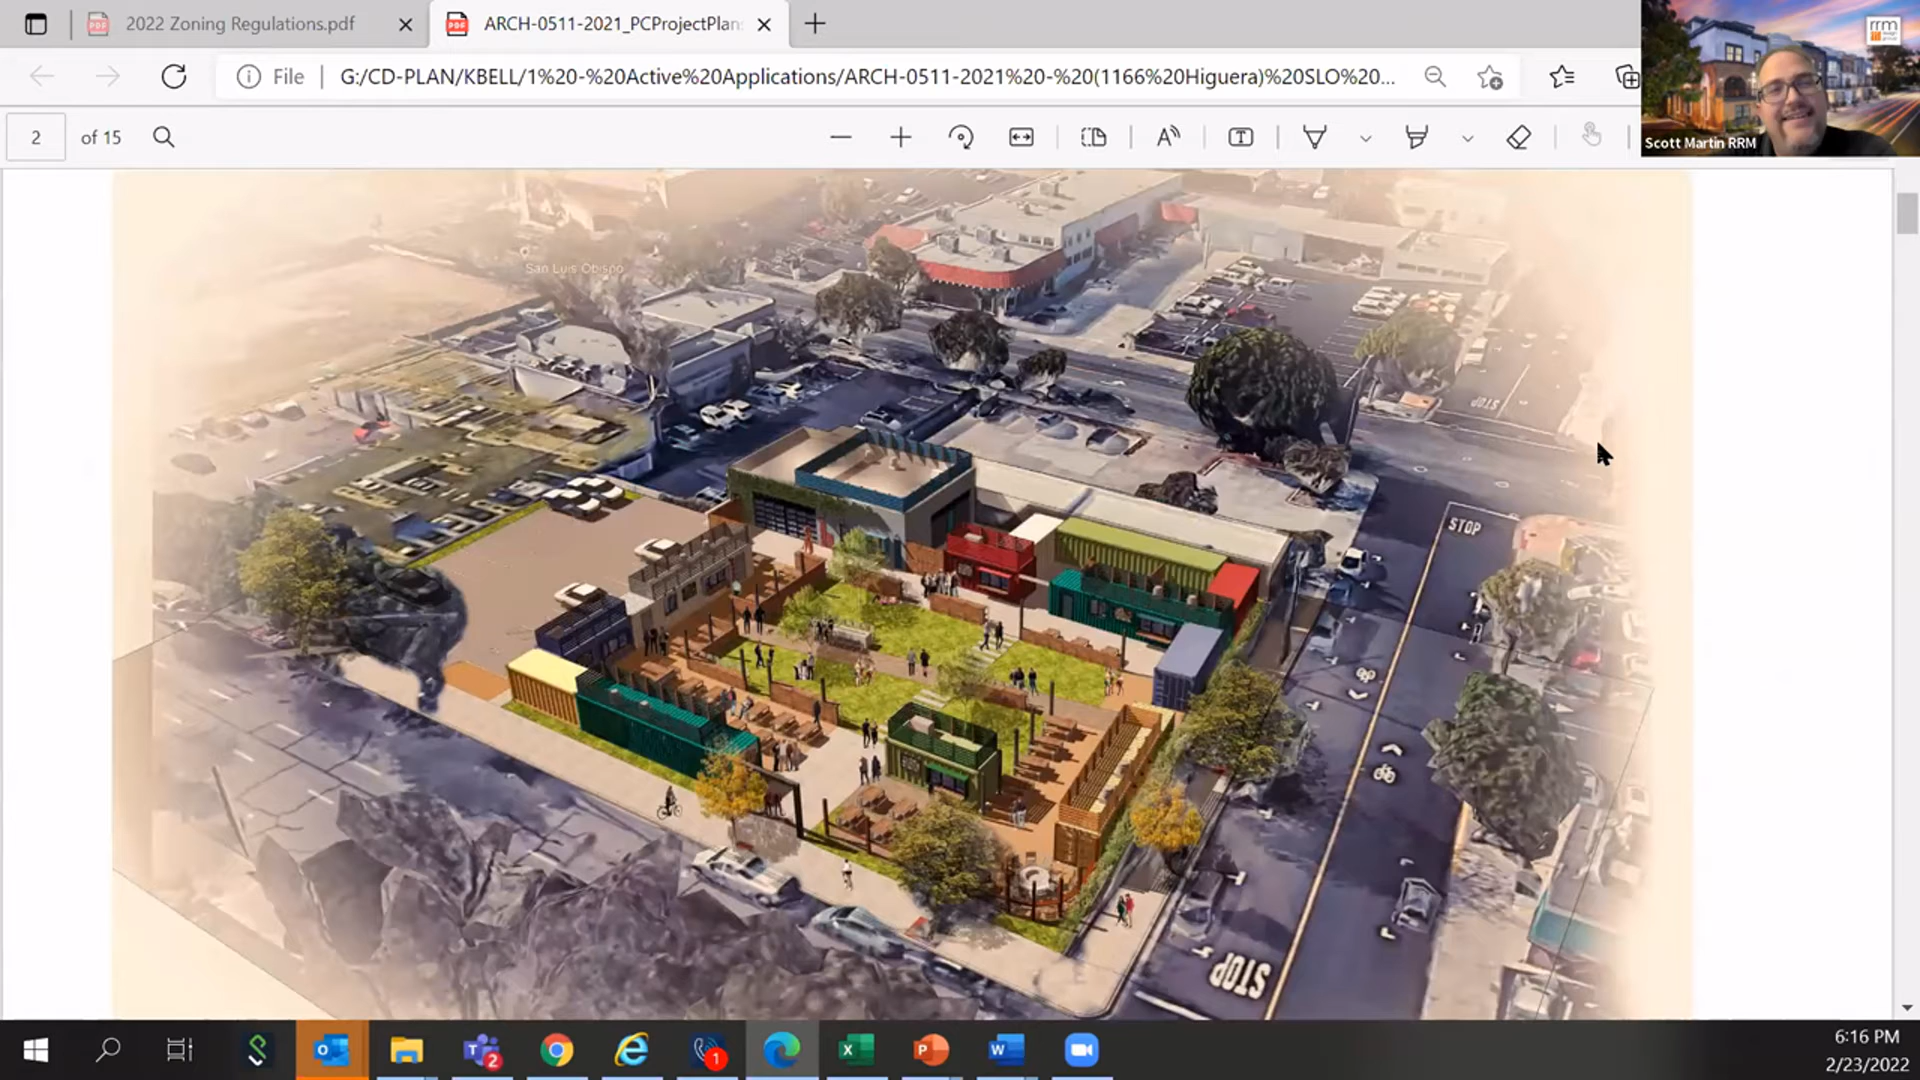 2022 Zoning Regulations.pdf
ARCH-0511-2021_PCProjectPlan
File
G:/CD-PLAN/KBELL/1%20-%20Active%20Applications/ARCH-0511-2021%20-%20(1166%20Higuera)%20SLO%20...
rrm
Scott Martin RRM
2
of 15
San Luis Obispo
STOP
STOP
STOP
2
1
6:16 PM
2/23/2022